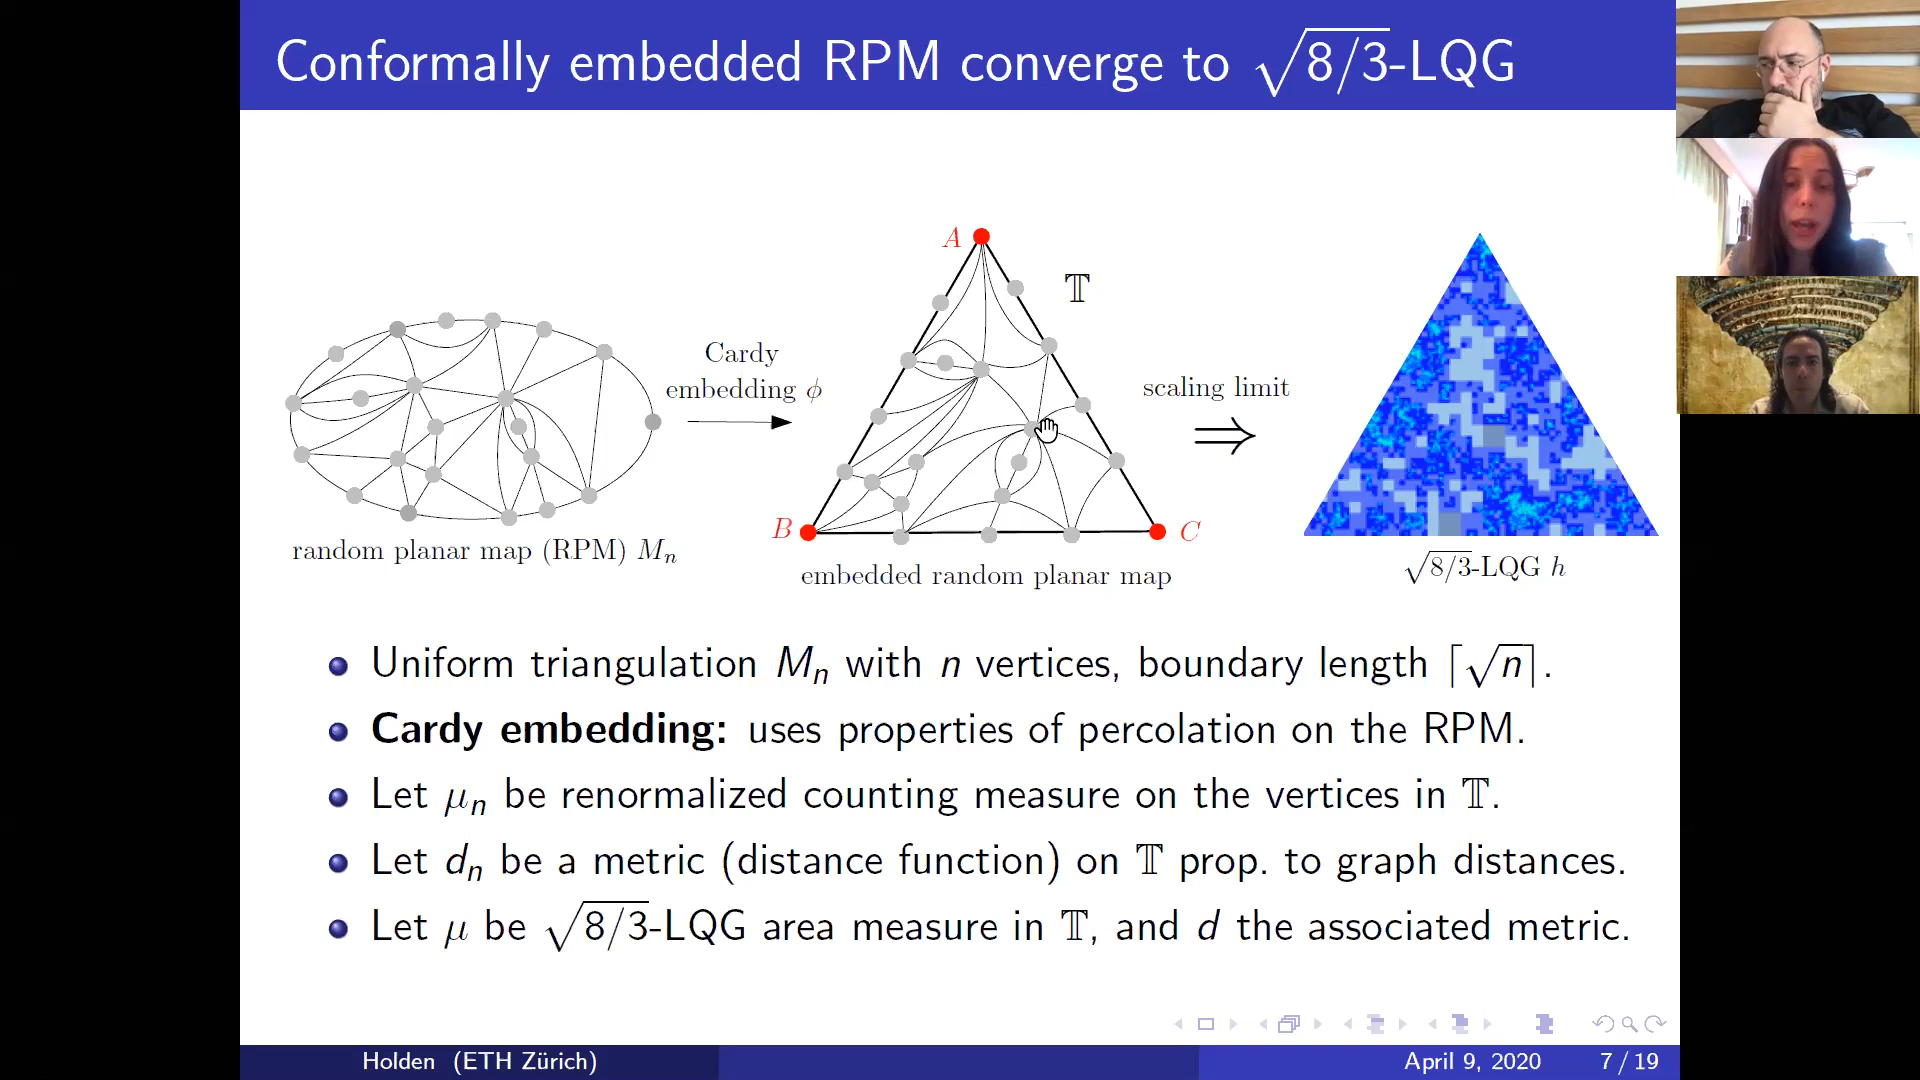 Conformally embedded RPM converge to √8/3-LQG
A
𝕋
Cardy
embedding ϕ
scaling limit
⇒
B
C
random planar map (RPM) Mₙ
embedded random planar map
√8/3-LQG h
Uniform triangulation Mₙ with n vertices, boundary length ⌈√n⌉.
Cardy embedding: uses properties of percolation on the RPM.
Let μₙ be renormalized counting measure on the vertices in 𝕋.
Let dₙ be a metric (distance function) on 𝕋 prop. to graph distances.
Let μ be √8/3-LQG area measure in 𝕋, and d the associated metric.
Holden (ETH Zürich)
April 9, 2020
7 / 19